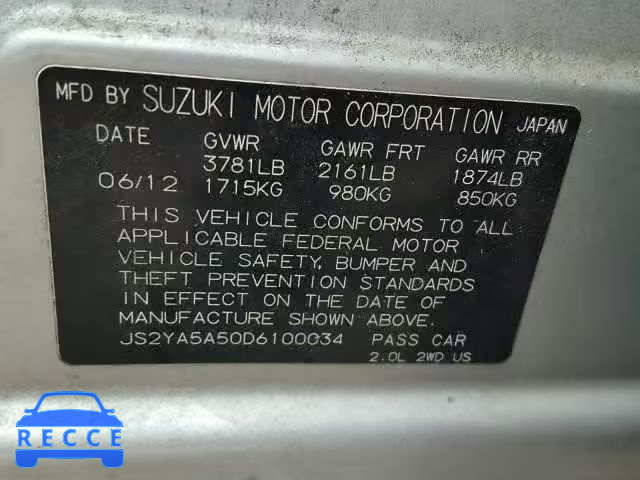 MFD BY SUZUKI MOTOR CORPORATION JAPAN
DATE GVWR GAWR FRT GAWR RR
3781LB 2161LB 1874LB
06/12 1715KG 980KG 850KG
THIS VEHICLE CONFORMS TO ALL
APPLICABLE FEDERAL MOTOR
VEHICLE SAFETY, BUMPER AND
THEFT PREVENTION STANDARDS
IN EFFECT ON THE DATE OF
MANUFACTURE SHOWN ABOVE.
JS2YA5A50D6100034 PASS CAR
2.0L 2WD US
RECCE